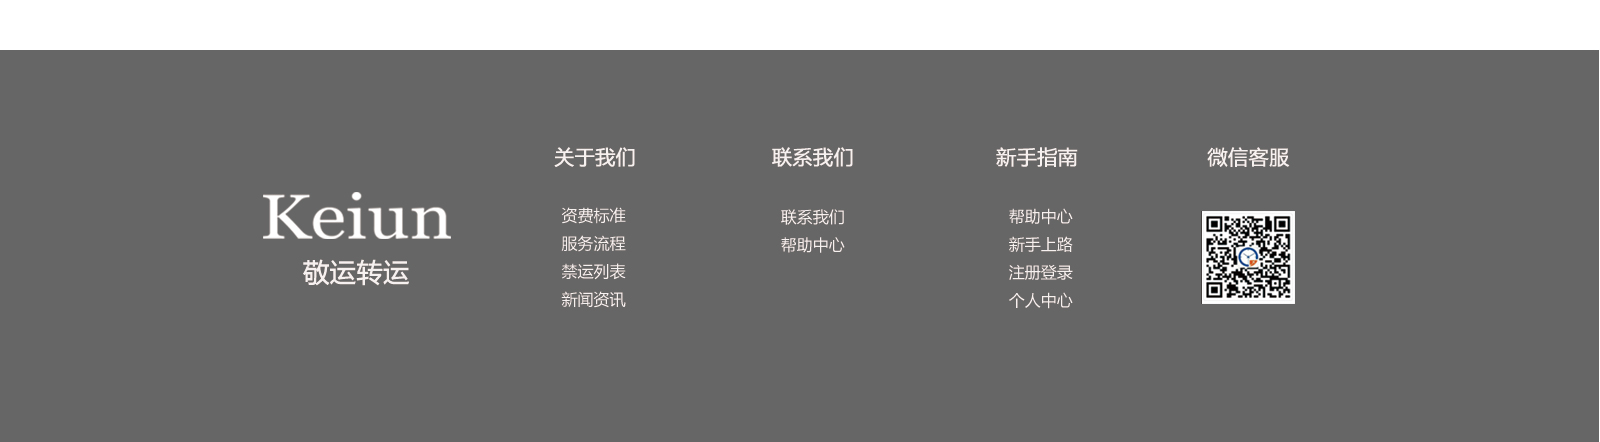 Keiun
敬运转运
关于我们
资费标准
服务流程
禁运列表
新闻资讯
联系我们
联系我们
帮助中心
新手指南
帮助中心
新手上路
注册登录
个人中心
微信客服